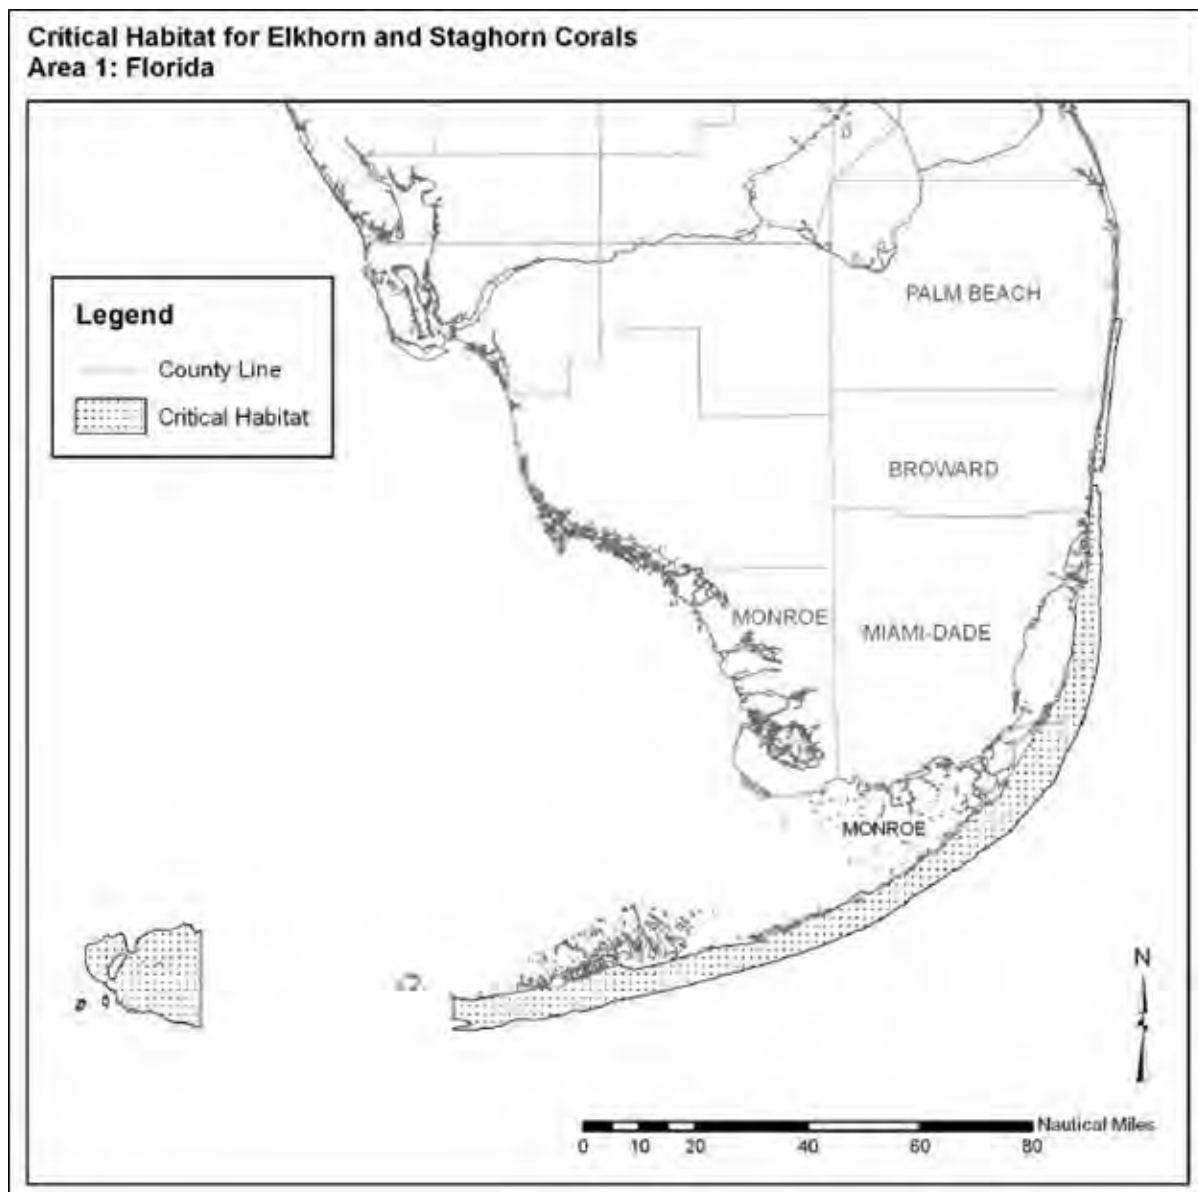 Critical Habitat for Elkhorn and Staghorn Corals
Area 1: Florida
PALM BEACH
Legend
County Line
Critical Habitat
BROWARD
MONROE
MIAMI-DADE
MONROE
N
Nautical Miles
0 10 20 40 60 80